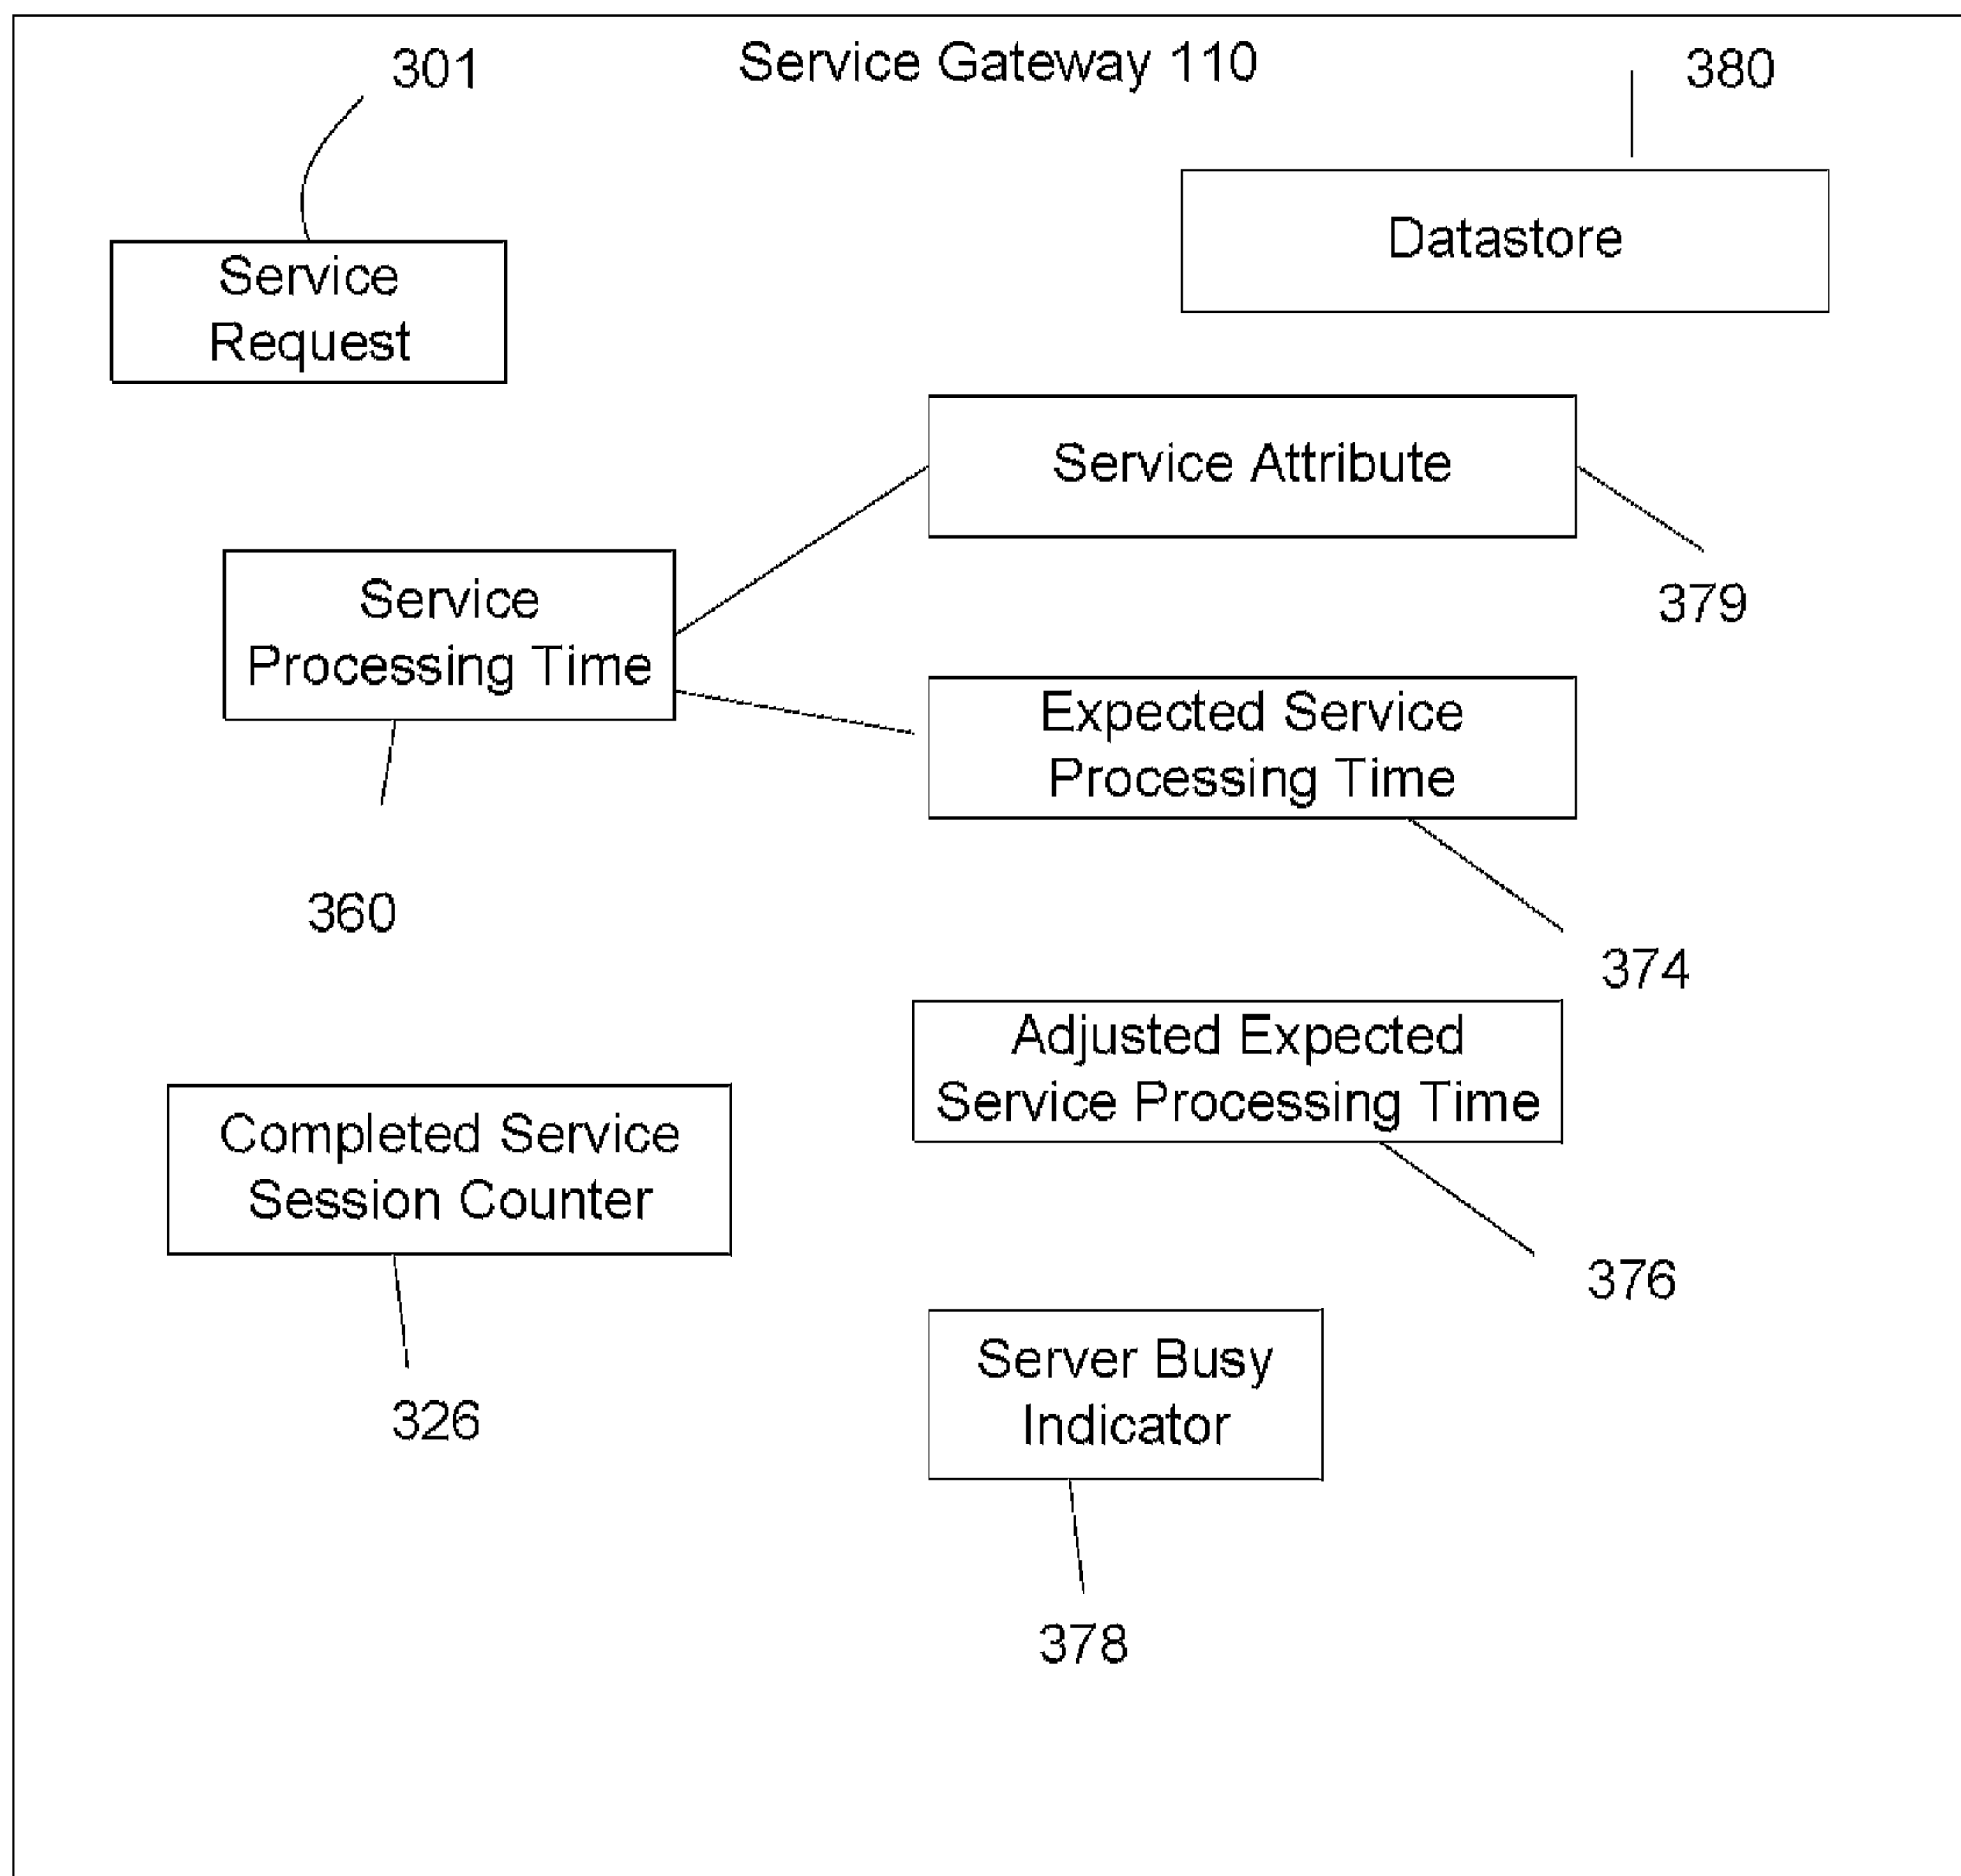 301
Service Gateway 110
380
Datastore
Service
Request
Service Attribute
379
Service
Processing Time
360
Expected Service
Processing Time
374
Adjusted Expected
Service Processing Time
376
Completed Service
Session Counter
326
Server Busy
Indicator
378